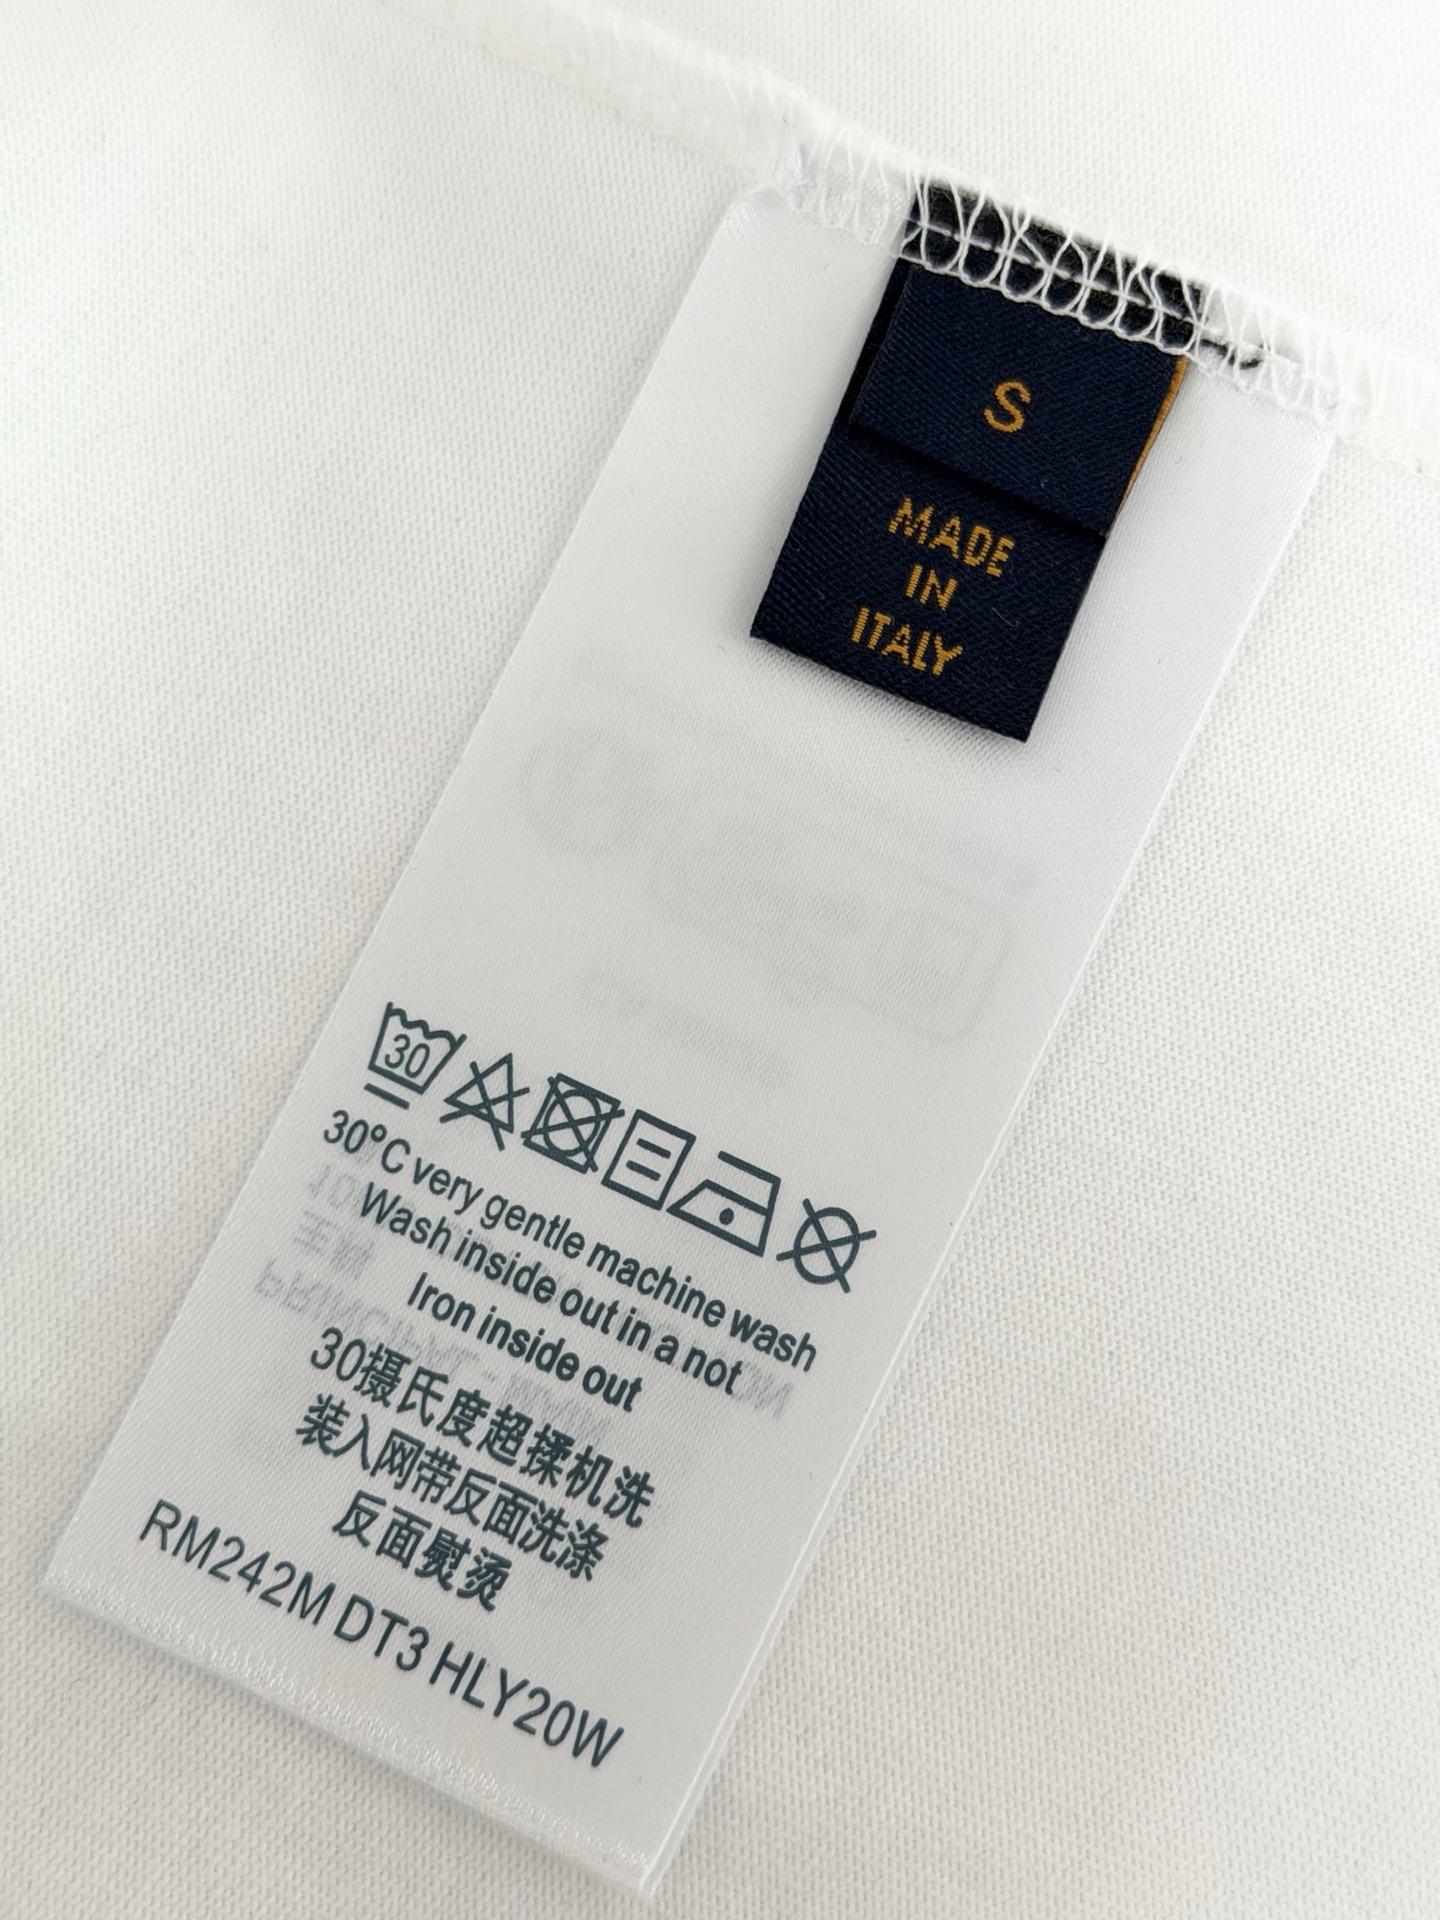 S
MADE
IN
ITALY
30
30°C very gentle machine wash
Wash inside out in a not
Iron inside out
30摄氏度超揉机洗
装入网带反面洗涤
反面熨烫
RM242M DT3 HLY20W